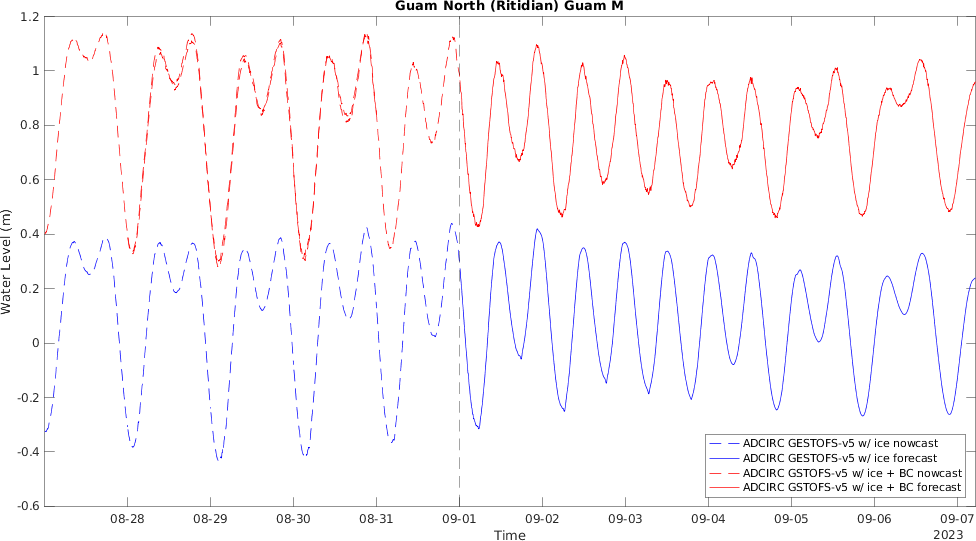 Guam North (Ritidian) Guam M
1.2
1
0.8
0.6
0.4
0.2
0
-0.2
-0.4
-0.6
Water Level (m)
ADCIRC GESTOFS-v5 w/ ice nowcast
ADCIRC GESTOFS-v5 w/ ice forecast
ADCIRC GSTOFS-v5 w/ ice + BC nowcast
ADCIRC GSTOFS-v5 w/ ice + BC forecast
08-28 08-29 08-30 08-31 09-01 09-02 09-03 09-04 09-05 09-06 09-07
Time
2023